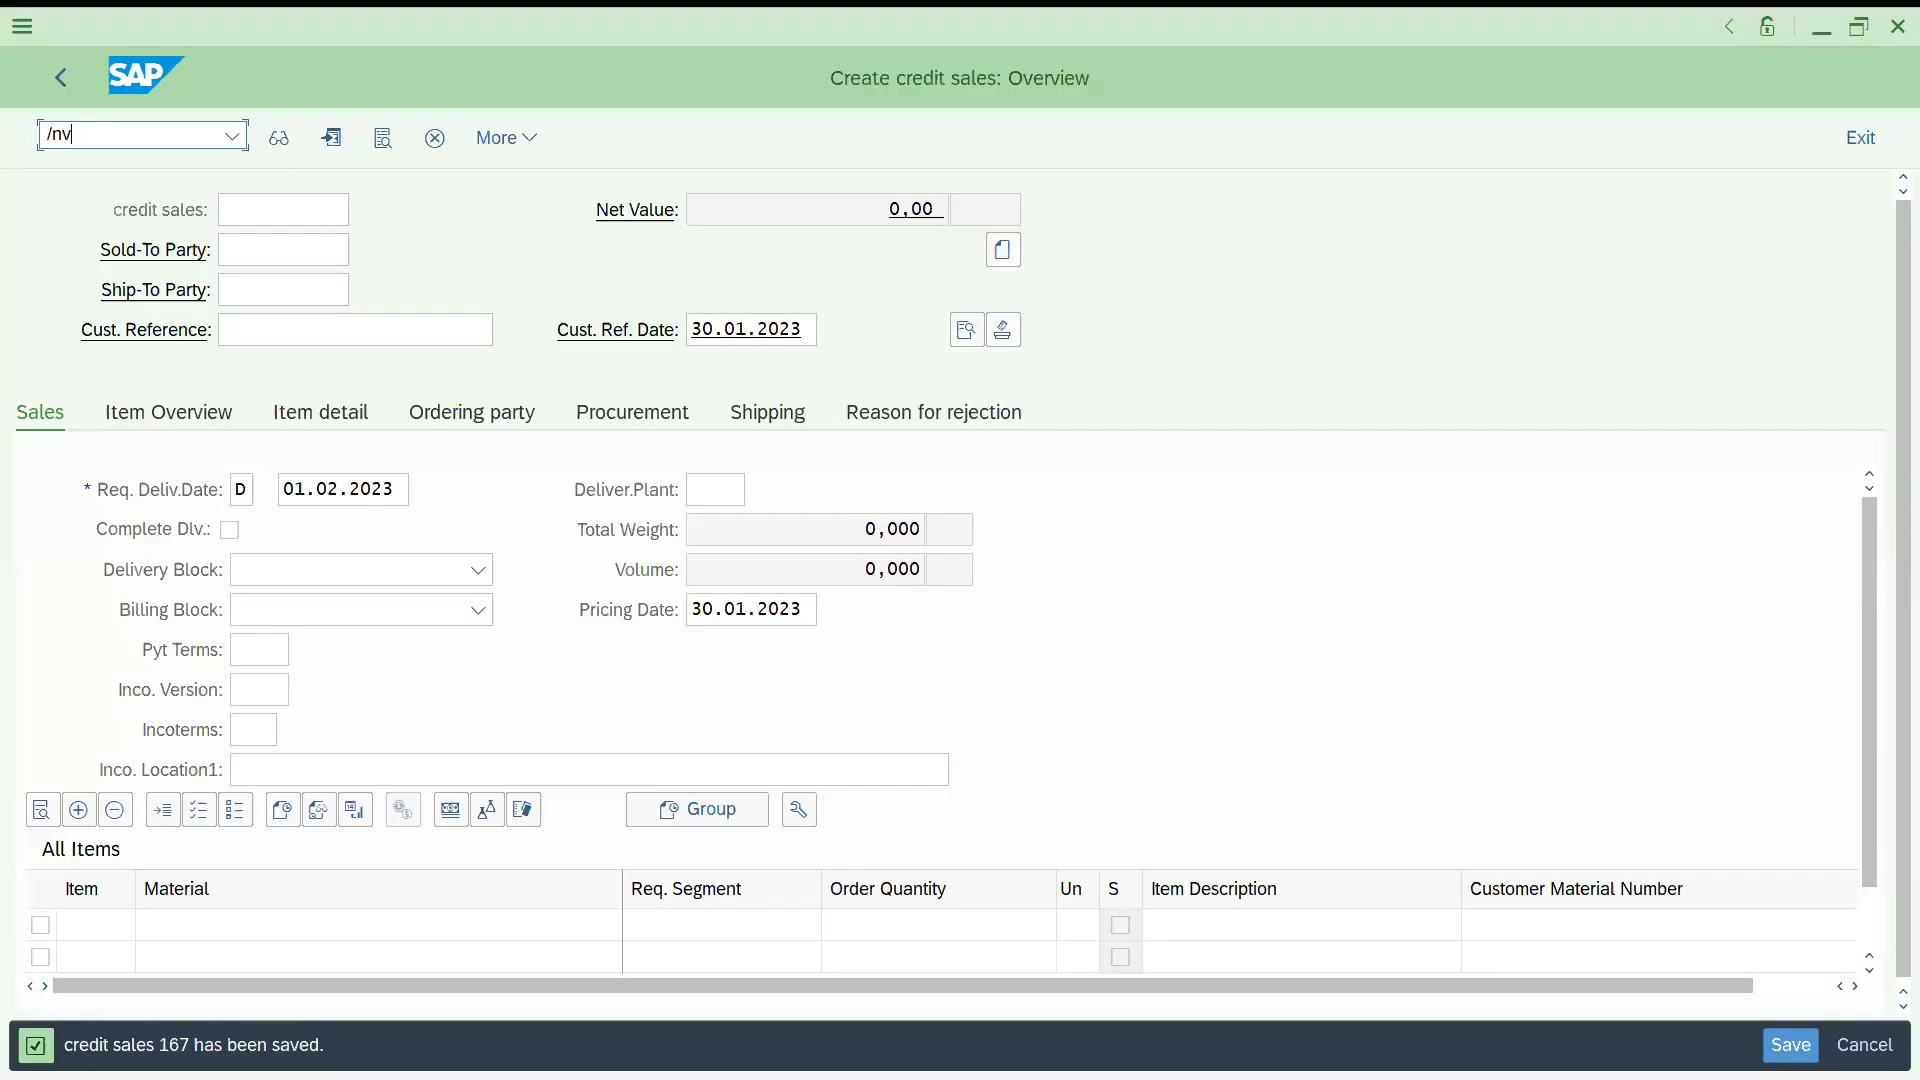 SAP
Create credit sales: Overview
/nv
More
Exit
credit sales:
Net Value: 0,00
Sold-To Party:
Ship-To Party:
Cust. Reference:
Cust. Ref. Date: 30.01.2023
Sales Item Overview Item detail Ordering party Procurement Shipping Reason for rejection
* Req. Deliv.Date: D 01.02.2023
Deliver.Plant:
Complete Dlv.:
Total Weight: 0,000
Delivery Block:
Volume: 0,000
Billing Block:
Pricing Date: 30.01.2023
Pyt Terms:
Inco. Version:
Incoterms:
Inco. Location1:
Group
All Items
Item Material Req. Segment Order Quantity Un S Item Description Customer Material Number
credit sales 167 has been saved.
Save Cancel